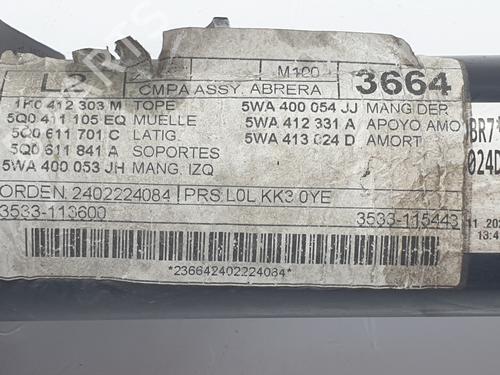 L2 M100 3664
CMPA ASSY. ABRERA
1K0 412 303 M TOPE 5WA 400 054 JJ MANG DER
5Q0 411 105 EQ MUELLE 5WA 412 331 A APOYO AMO
5Q0 611 701 C LATIG. 5WA 413 024 D AMORT
5Q0 611 841 A SOPORTES
5WA 400 053 JH MANG. IZQ
ORDEN. 2402224084 PRS. L0L KK3 0YE
3533-113600 3533-115443
*236642402224084*
024D